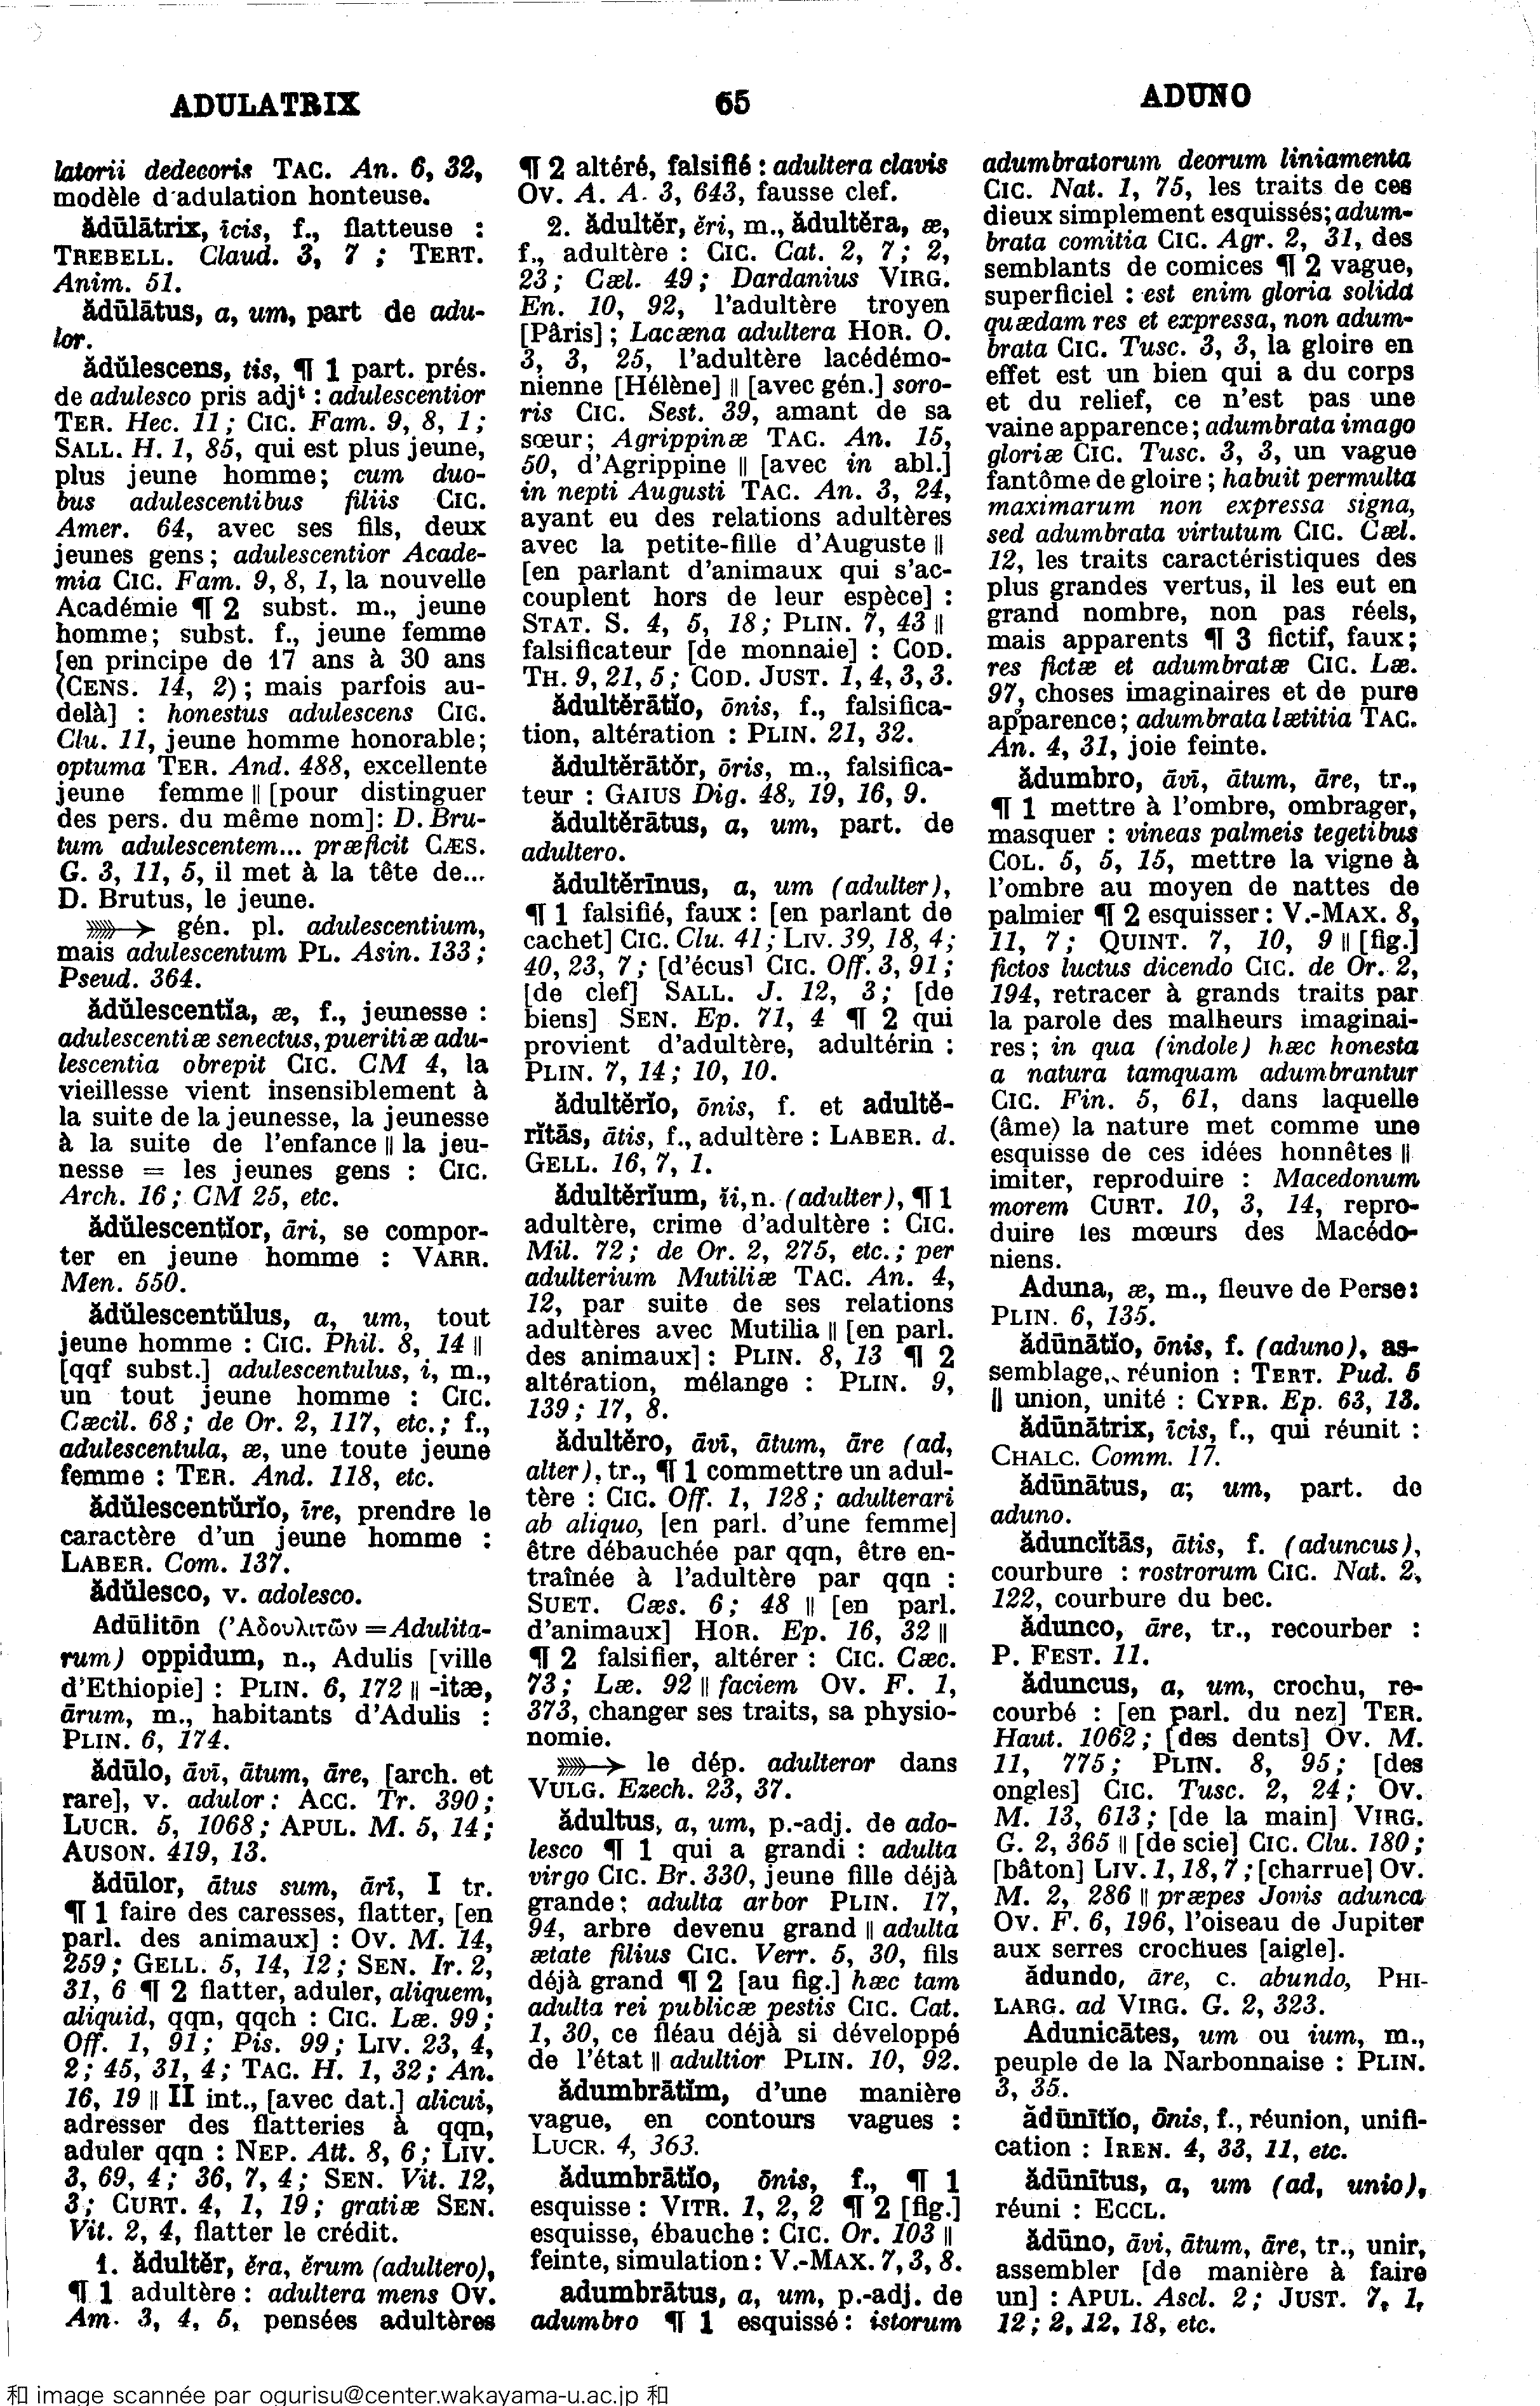 ADULATRIX
65
ADUNO
latorii dedecoris TAC. An. 6, 32,
modèle d'adulation honteuse.
ădūlātrix, īcis, f., flatteuse :
TREBELL. Claud. 3, 7 ; TERT.
Anim. 51.
ădūlātus, a, um, part de adu-
lor.
ădŭlescens, tis, ¶ 1 part. prés.
de adulesco pris adjᵗ : adulescentior
TER. Hec. 11 ; CIC. Fam. 9, 8, 1 ;
SALL. H. 1, 85, qui est plus jeune,
plus jeune homme; cum duo-
bus adulescentibus filiis CIC.
Amer. 64, avec ses fils, deux
jeunes gens ; adulescentior Acade-
mia CIC. Fam. 9, 8, 1, la nouvelle
Académie ¶ 2 subst. m., jeune
homme; subst. f., jeune femme
[en principe de 17 ans à 30 ans
(CENS. 14, 2) ; mais parfois au-
delà] : honestus adulescens CIC.
Clu. 11, jeune homme honorable;
optuma TER. And. 488, excellente
jeune femme || [pour distinguer
des pers. du même nom]: D. Bru-
tum adulescentem... præficit CÆS.
G. 3, 11, 5, il met à la tête de...
D. Brutus, le jeune.
gén. pl. adulescentium,
mais adulescentum PL. Asin. 133 ;
Pseud. 364.
ădŭlescentĭa, æ, f., jeunesse :
adulescentiæ senectus, pueritiæ adu-
lescentia obrepit CIC. CM 4, la
vieillesse vient insensiblement à
la suite de la jeunesse, la jeunesse
à la suite de l'enfance || la jeu-
nesse = les jeunes gens : CIC.
Arch. 16 ; CM 25, etc.
ădŭlescentĭor, āri, se compor-
ter en jeune homme : VARR.
Men. 550.
ădŭlescentŭlus, a, um, tout
jeune homme : CIC. Phil. 8, 14 ||
[qqf subst.] adulescentulus, i, m.,
un tout jeune homme : CIC.
Cæcil. 68 ; de Or. 2, 117, etc. ; f.,
adulescentula, æ, une toute jeune
femme : TER. And. 118, etc.
ădŭlescentŭrĭo, īre, prendre le
caractère d'un jeune homme :
LABER. Com. 137.
ădŭlesco, v. adolesco.
Adūlitōn ('Αδουλιτῶν = Adulita-
rum) oppidum, n., Adulis [ville
d'Ethiopie] : PLIN. 6, 172 || -itæ,
ārum, m., habitants d'Adulis :
PLIN. 6, 174.
ădūlo, āvī, ātum, āre, [arch. et
rare], v. adulor : ACC. Tr. 390 ;
LUCR. 5, 1068 ; APUL. M. 5, 14 ;
AUSON. 419, 13.
ădūlor, ātus sum, ārī, I tr.
¶ 1 faire des caresses, flatter, [en
parl. des animaux] : OV. M. 14,
259 ; GELL. 5, 14, 12 ; SEN. Ir. 2,
31, 6 ¶ 2 flatter, aduler, aliquem,
aliquid, qqn, qqch : CIC. Læ. 99 ;
Off. 1, 91 ; Pis. 99 ; LIV. 23, 4,
2 ; 45, 31, 4 ; TAC. H. 1, 32 ; An.
16, 19 || II int., [avec dat.] alicui,
adresser des flatteries à qqn,
aduler qqn : NEP. Att. 8, 6 ; LIV.
3, 69, 4 ; 36, 7, 4 ; SEN. Vit. 12,
3 ; CURT. 4, 1, 19 ; gratiæ SEN.
Vit. 2, 4, flatter le crédit.
1. ădultĕr, ĕra, ĕrum (adultero),
¶ 1 adultère : adultera mens OV.
Am. 3, 4, 5, pensées adultères
¶ 2 altéré, falsifié : adultera clavis
OV. A. A. 3, 643, fausse clef.
2. ădultĕr, ĕri, m., ădultĕra, æ,
f., adultère : CIC. Cat. 2, 7 ; 2,
23 ; Cæl. 49 ; Dardanius VIRG.
En. 10, 92, l'adultère troyen
[Pâris] ; Lacæna adultera HOR. O.
3, 3, 25, l'adultère lacédémo-
nienne [Hélène] || [avec gén.] soro-
ris CIC. Sest. 39, amant de sa
sœur; Agrippinæ TAC. An. 15,
50, d'Agrippine || [avec in abl.]
in nepti Augusti TAC. An. 3, 24,
ayant eu des relations adultères
avec la petite-fille d'Auguste ||
[en parlant d'animaux qui s'ac-
couplent hors de leur espèce] :
STAT. S. 4, 5, 18 ; PLIN. 7, 43 ||
falsificateur [de monnaie] : COD.
TH. 9, 21, 5 ; COD. JUST. 1, 4, 3, 3.
ădultĕrātĭo, ōnis, f., falsifica-
tion, altération : PLIN. 21, 32.
ădultĕrātŏr, ōris, m., falsifica-
teur : GAIUS Dig. 48, 19, 16, 9.
ădultĕrātus, a, um, part. de
adultero.
ădultĕrīnus, a, um (adulter),
¶ 1 falsifié, faux : [en parlant de
cachet] CIC. Clu. 41 ; LIV. 39, 18, 4 ;
40, 23, 7 ; [d'écus] CIC. Off. 3, 91 ;
[de clef] SALL. J. 12, 3 ; [de
biens] SEN. Ep. 71, 4 ¶ 2 qui
provient d'adultère, adultérin :
PLIN. 7, 14 ; 10, 10.
ădultĕrĭo, ōnis, f. et adultĕ-
rĭtās, ātis, f., adultère : LABER. d.
GELL. 16, 7, 1.
ădultĕrĭum, ĭi, n. (adulter), ¶ 1
adultère, crime d'adultère : CIC.
Mil. 72 ; de Or. 2, 275, etc. ; per
adulterium Mutiliæ TAC. An. 4,
12, par suite de ses relations
adultères avec Mutilia || [en parl.
des animaux] : PLIN. 8, 13 ¶ 2
altération, mélange : PLIN. 9,
139 ; 17, 8.
ădultĕro, āvī, ātum, āre (ad,
alter), tr., ¶ 1 commettre un adul-
tère : CIC. Off. 1, 128 ; adulterari
ab aliquo, [en parl. d'une femme]
être débauchée par qqn, être en-
traînée à l'adultère par qqn :
SUET. Cæs. 6 ; 48 || [en parl.
d'animaux] HOR. Ep. 16, 32 ||
¶ 2 falsifier, altérer : CIC. Cæc.
73 ; Læ. 92 || faciem OV. F. 1,
373, changer ses traits, sa physio-
nomie.
le dép. adulteror dans
VULG. Ezech. 23, 37.
ădultus, a, um, p.-adj. de ado-
lesco ¶ 1 qui a grandi : adulta
virgo CIC. Br. 330, jeune fille déjà
grande ; adulta arbor PLIN. 17,
94, arbre devenu grand || adulta
ætate filius CIC. Verr. 5, 30, fils
déjà grand ¶ 2 [au fig.] hæc tam
adulta rei publicæ pestis CIC. Cat.
1, 30, ce fléau déjà si développé
de l'état || adultior PLIN. 10, 92.
ădumbrātĭm, d'une manière
vague, en contours vagues :
LUCR. 4, 363.
ădumbrātĭo, ōnis, f., ¶ 1
esquisse : VITR. 1, 2, 2 ¶ 2 [fig.]
esquisse, ébauche : CIC. Or. 103 ||
feinte, simulation : V.-MAX. 7, 3, 8.
adumbrātus, a, um, p.-adj. de
adumbro ¶ 1 esquissé : istorum
adumbratorum deorum liniamenta
CIC. Nat. 1, 75, les traits de ces
dieux simplement esquissés; adum-
brata comitia CIC. Agr. 2, 31, des
semblants de comices ¶ 2 vague,
superficiel : est enim gloria solida
quædam res et expressa, non adum-
brata CIC. Tusc. 3, 3, la gloire en
effet est un bien qui a du corps
et du relief, ce n'est pas une
vaine apparence ; adumbrata imago
gloriæ CIC. Tusc. 3, 3, un vague
fantôme de gloire ; habuit permulta
maximarum non expressa signa,
sed adumbrata virtutum CIC. Cæl.
12, les traits caractéristiques des
plus grandes vertus, il les eut en
grand nombre, non pas réels,
mais apparents ¶ 3 fictif, faux ;
res fictæ et adumbratæ CIC. Læ.
97, choses imaginaires et de pure
apparence ; adumbrata lætitia TAC.
An. 4, 31, joie feinte.
ădumbro, āvī, ātum, āre, tr.,
¶ 1 mettre à l'ombre, ombrager,
masquer : vineas palmeis tegetibus
COL. 5, 5, 15, mettre la vigne à
l'ombre au moyen de nattes de
palmier ¶ 2 esquisser : V.-MAX. 8,
11, 7 ; QUINT. 7, 10, 9 || [fig.]
fictos luctus dicendo CIC. de Or. 2,
194, retracer à grands traits par
la parole des malheurs imaginai-
res ; in qua (indole) hæc honesta
a natura tamquam adumbrantur
CIC. Fin. 5, 61, dans laquelle
(âme) la nature met comme une
esquisse de ces idées honnêtes ||
imiter, reproduire : Macedonum
morem CURT. 10, 3, 14, repro-
duire les mœurs des Macédo-
niens.
Aduna, æ, m., fleuve de Perse :
PLIN. 6, 135.
ădūnātĭo, ōnis, f. (aduno), as-
semblage, réunion : TERT. Pud. 5
|| union, unité : CYPR. Ep. 63, 13.
ădūnātrix, īcis, f., qui réunit :
CHALC. Comm. 17.
ădūnātus, a; um, part. de
aduno.
ăduncĭtās, ātis, f. (aduncus),
courbure : rostrorum CIC. Nat. 2,
122, courbure du bec.
ădunco, āre, tr., recourber :
P. FEST. 11.
ăduncus, a, um, crochu, re-
courbé : [en parl. du nez] TER.
Haut. 1062 ; [des dents] OV. M.
11, 775 ; PLIN. 8, 95 ; [des
ongles] CIC. Tusc. 2, 24 ; OV.
M. 13, 613 ; [de la main] VIRG.
G. 2, 365 || [de scie] CIC. Clu. 180 ;
[bâton] LIV. 1, 18, 7 ; [charrue] OV.
M. 2, 286 || præpes Jovis adunca
OV. F. 6, 196, l'oiseau de Jupiter
aux serres crochues [aigle].
ădundo, āre, c. abundo, PHI-
LARG. ad VIRG. G. 2, 323.
Adunicātes, um ou ium, m.,
peuple de la Narbonnaise : PLIN.
3, 35.
ădūnītĭo, ōnis, f., réunion, unifi-
cation : IREN. 4, 33, 11, etc.
ădūnītus, a, um (ad, unio),
réuni : ECCL.
ădūno, āvi, ātum, āre, tr., unir,
assembler [de manière à faire
un] : APUL. Ascl. 2 ; JUST. 7, 1,
12 ; 2, 12, 18, etc.
和 image scannée par ogurisu@center.wakayama-u.ac.jp 和